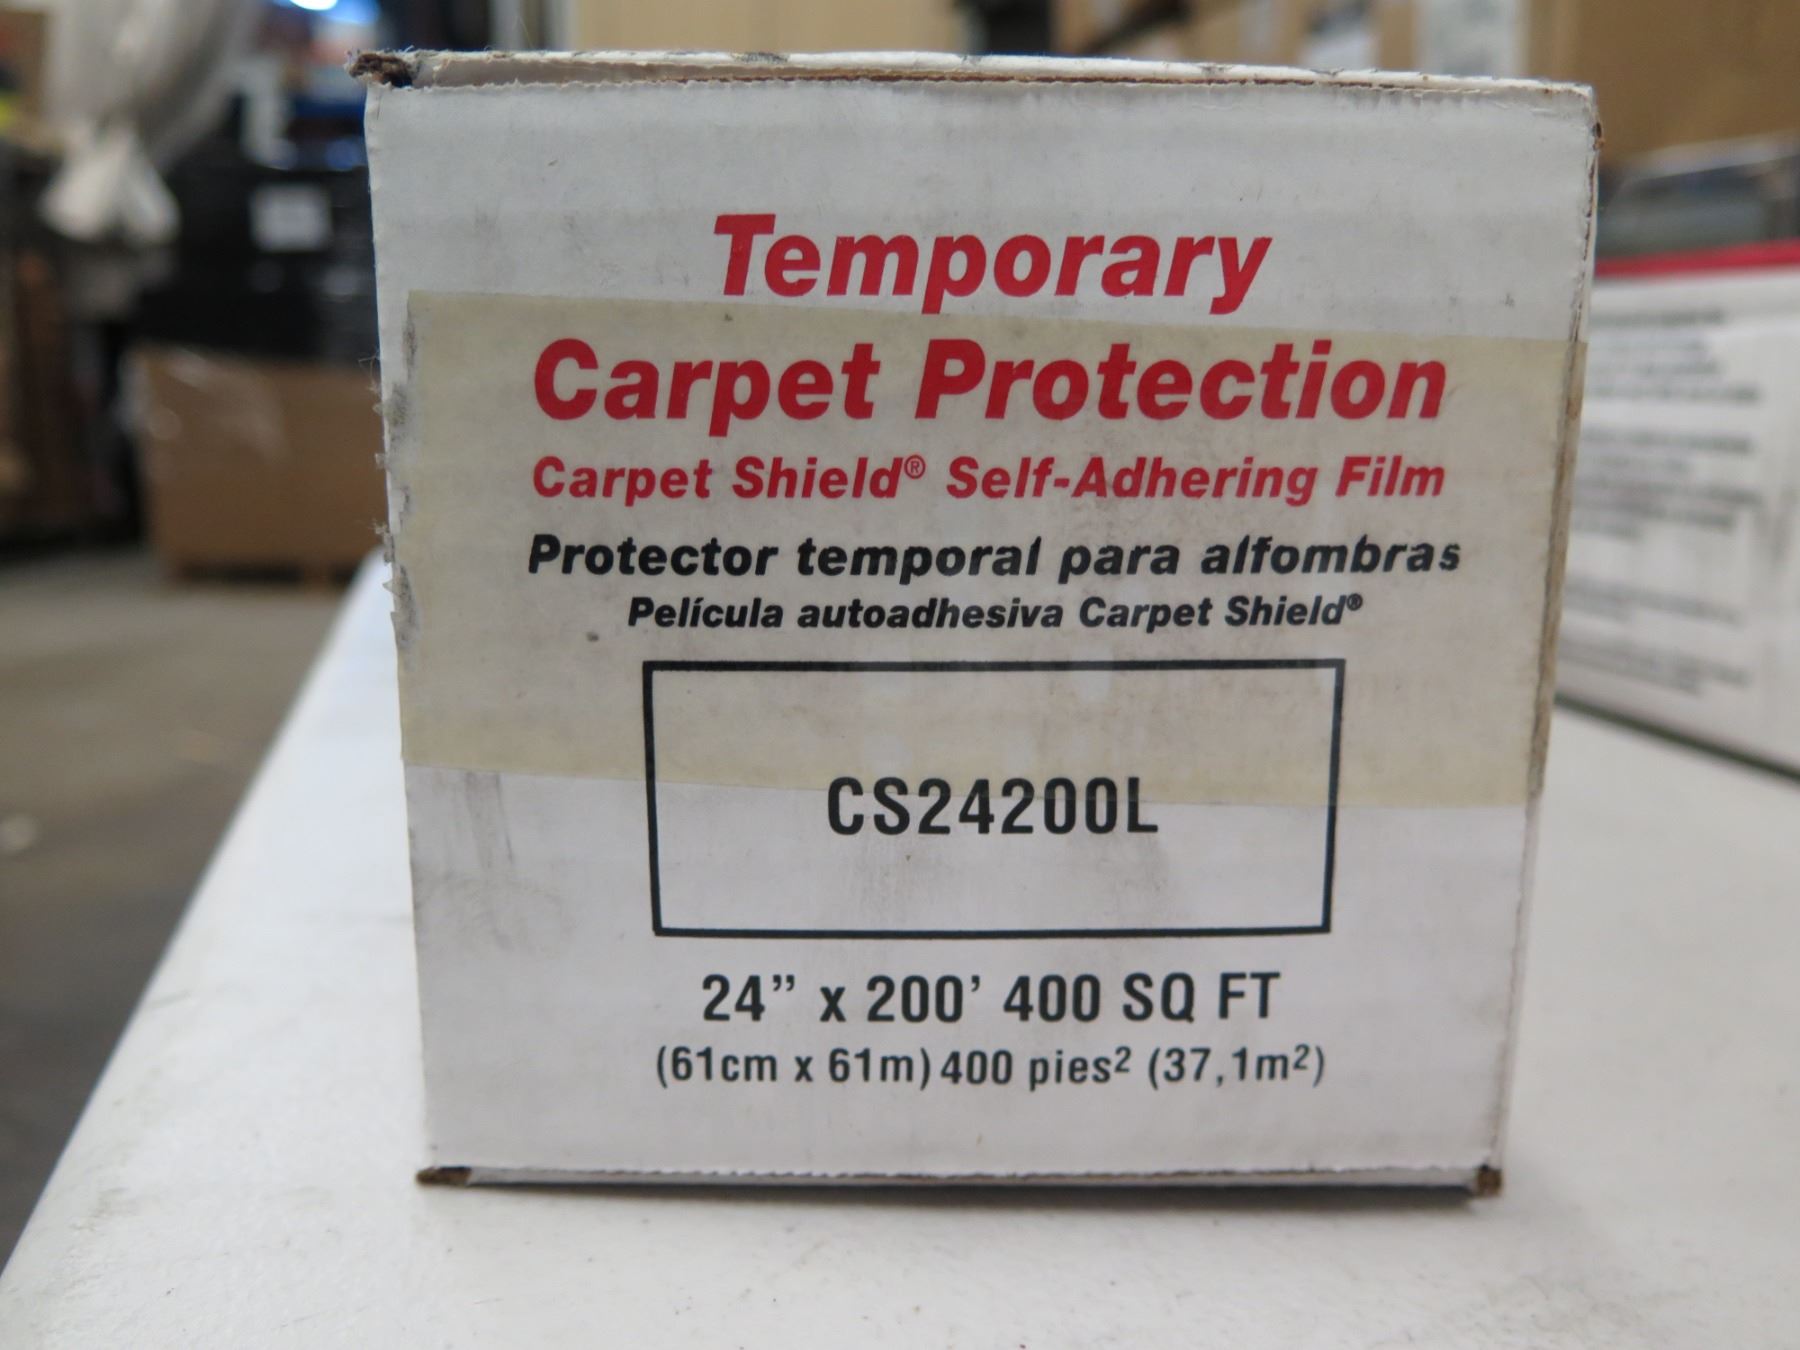 Temporary
Carpet Protection
Carpet Shield® Self-Adhering Film
Protector temporal para alfombras
Película autoadhesiva Carpet Shield®
CS24200L
24” x 200’ 400 SQ FT
(61cm x 61m) 400 pies² (37,1m²)